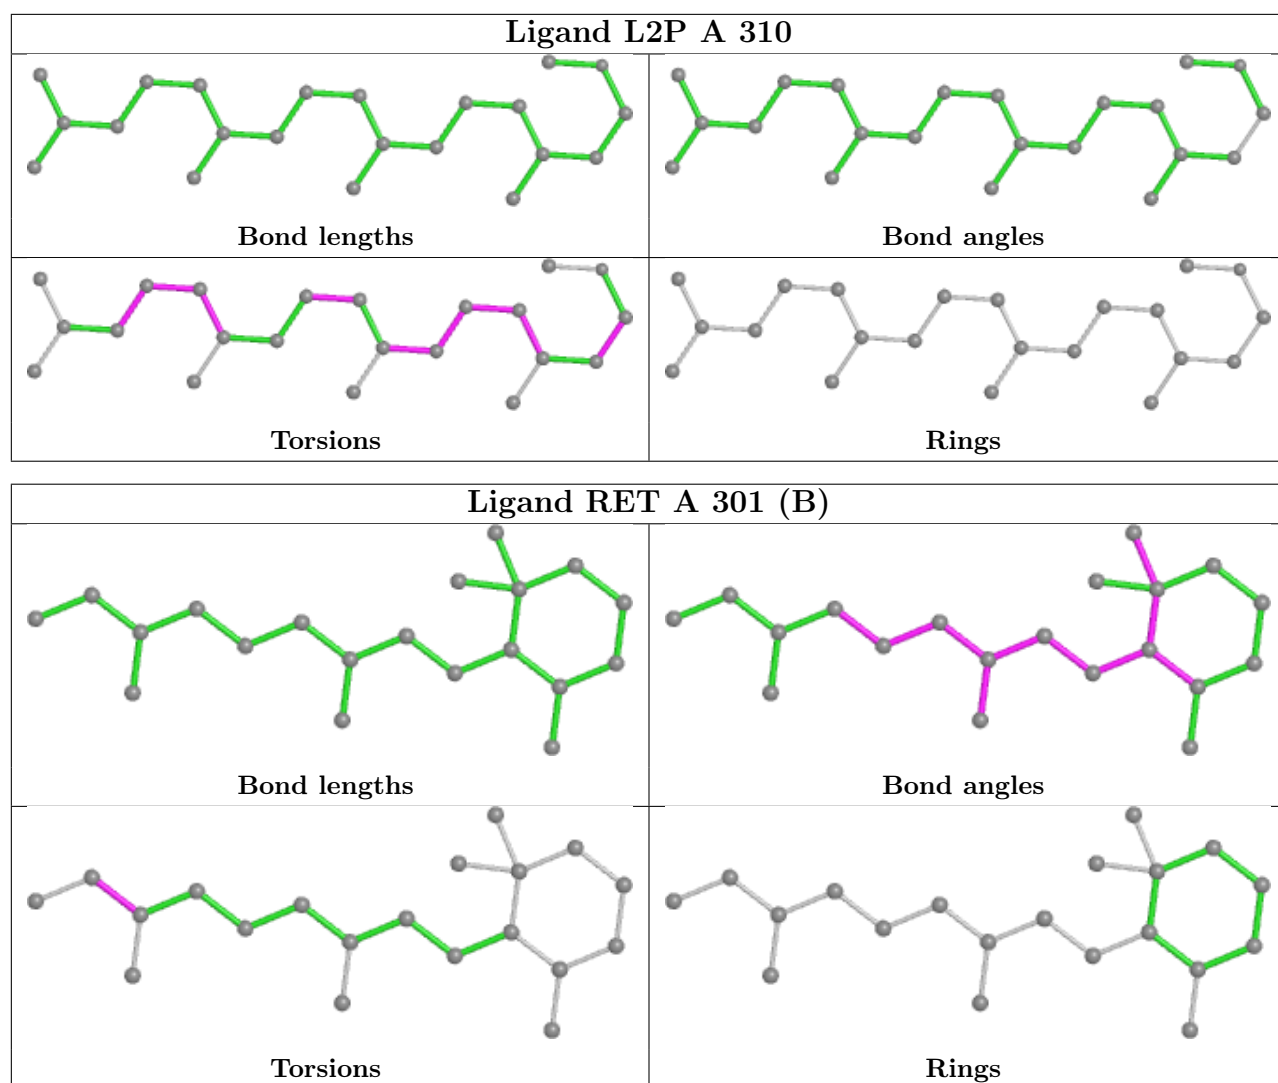 Ligand L2P A 310
Bond lengths
Bond angles
Torsions
Rings
Ligand RET A 301 (B)
Bond lengths
Bond angles
Torsions
Rings